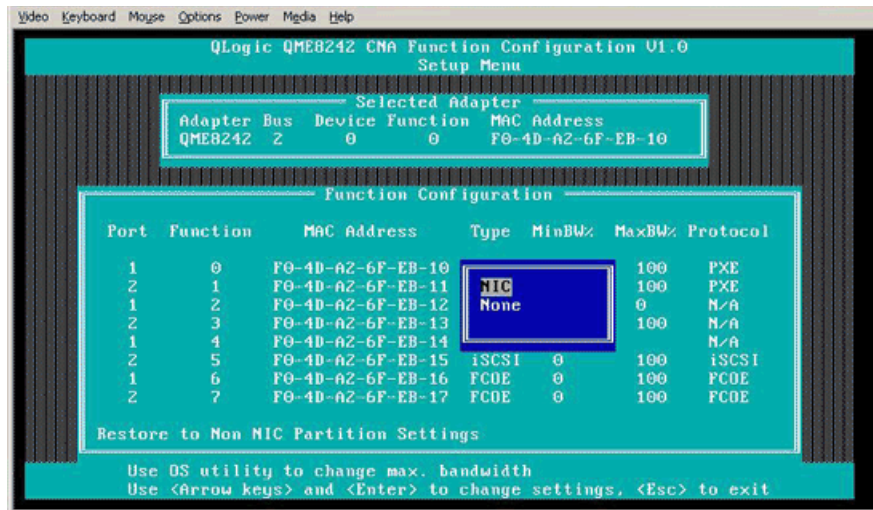 Video Keyboard Mouse Options Power Media Help
QLogic QME8242 CNA Function Configuration V1.0
Setup Menu
Selected Adapter
Adapter Bus Device Function MAC Address
QME8242 2 0 0 F0-4D-A2-6F-EB-10
Function Configuration
Port Function MAC Address Type MinBW% MaxBW% Protocol
1 0 F0-4D-A2-6F-EB-10 100 PXE
2 1 F0-4D-A2-6F-EB-11 NIC 100 PXE
1 2 F0-4D-A2-6F-EB-12 None 0 N/A
2 3 F0-4D-A2-6F-EB-13 100 N/A
1 4 F0-4D-A2-6F-EB-14 N/A
2 5 F0-4D-A2-6F-EB-15 iSCSI 0 100 iSCSI
1 6 F0-4D-A2-6F-EB-16 FCOE 0 100 FCOE
2 7 F0-4D-A2-6F-EB-17 FCOE 0 100 FCOE
Restore to Non NIC Partition Settings
Use OS utility to change max. bandwidth
Use <Arrow keys> and <Enter> to change settings, <Esc> to exit